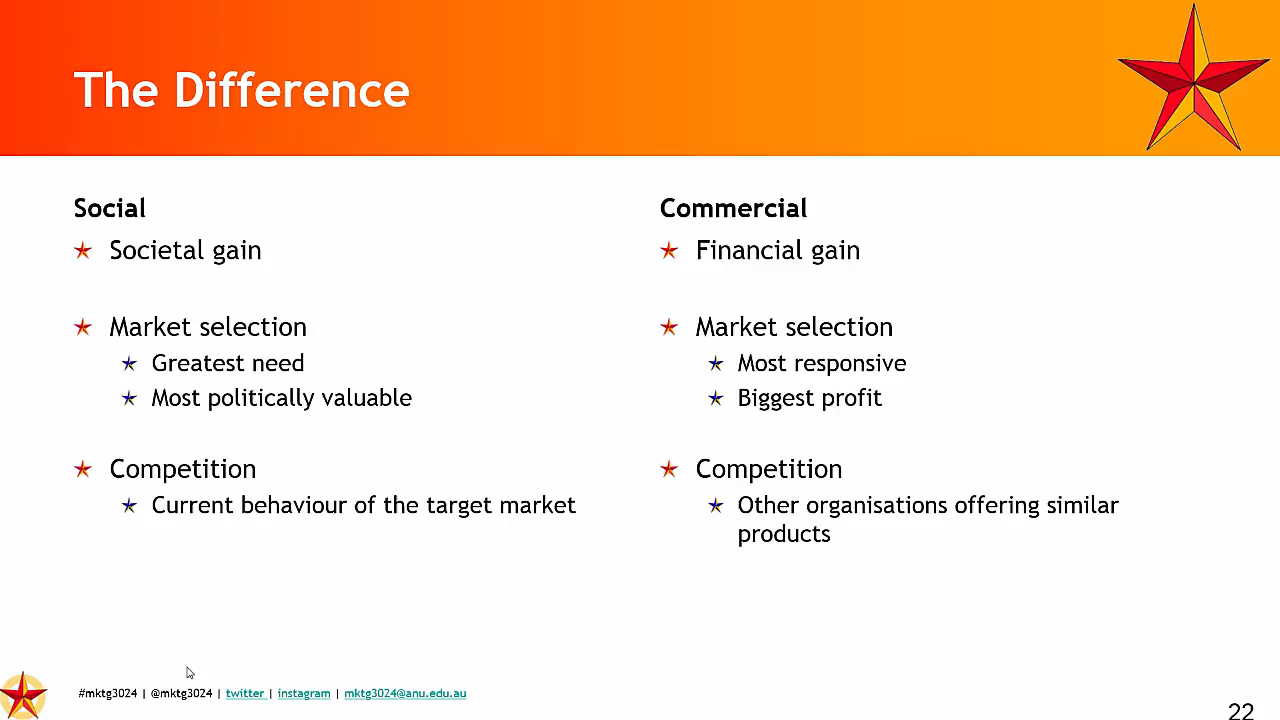 The Difference
Social
Societal gain
Market selection
Greatest need
Most politically valuable
Competition
Current behaviour of the target market
Commercial
Financial gain
Market selection
Most responsive
Biggest profit
Competition
Other organisations offering similar
products
#mktg3024 | @mktg3024 | twitter | instagram | mktg3024@anu.edu.au
22